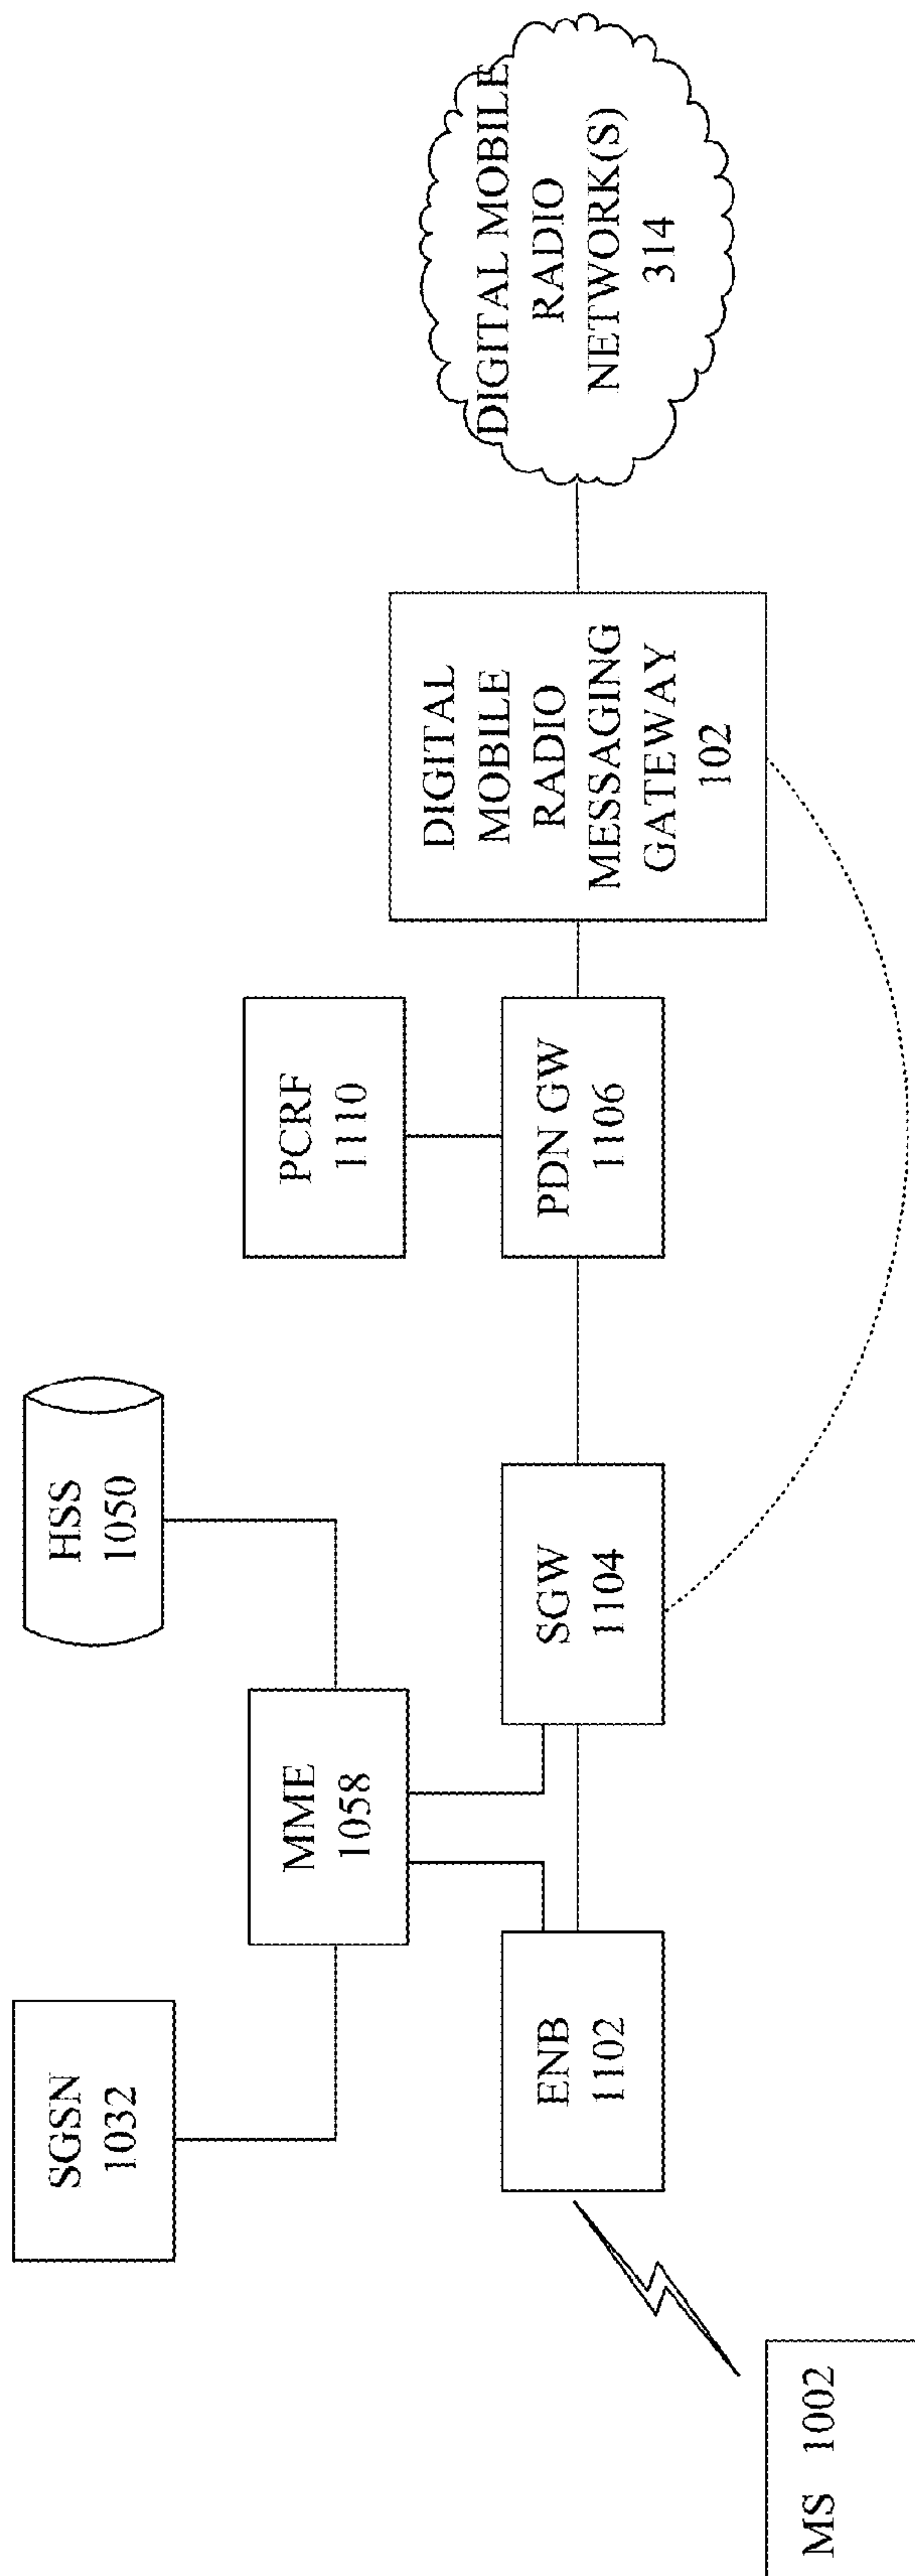 SGSN
1032
HSS
1050
MME
1058
PCRF
1110
ENB
1102
SGW
1104
PDN GW
1106
DIGITAL
MOBILE
RADIO
MESSAGING
GATEWAY
102
DIGITAL MOBILE
RADIO
NETWORK(S)
314
MS 1002